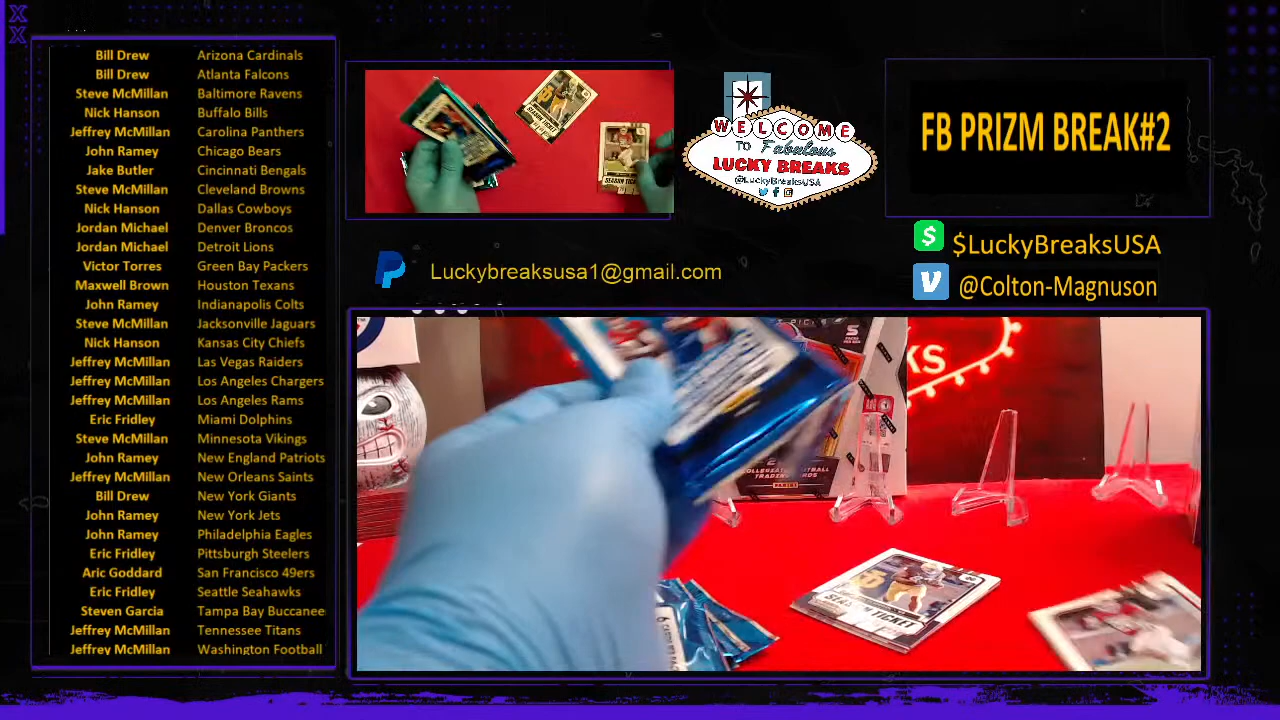 Bill Drew Arizona Cardinals
Bill Drew Atlanta Falcons
Steve McMillan Baltimore Ravens
Nick Hanson Buffalo Bills
Jeffrey McMillan Carolina Panthers
John Ramey Chicago Bears
Jake Butler Cincinnati Bengals
Steve McMillan Cleveland Browns
Nick Hanson Dallas Cowboys
Jordan Michael Denver Broncos
Jordan Michael Detroit Lions
Victor Torres Green Bay Packers
Maxwell Brown Houston Texans
John Ramey Indianapolis Colts
Steve McMillan Jacksonville Jaguars
Nick Hanson Kansas City Chiefs
Jeffrey McMillan Las Vegas Raiders
Jeffrey McMillan Los Angeles Chargers
Jeffrey McMillan Los Angeles Rams
Eric Fridley Miami Dolphins
Steve McMillan Minnesota Vikings
John Ramey New England Patriots
Jeffrey McMillan New Orleans Saints
Bill Drew New York Giants
John Ramey New York Jets
John Ramey Philadelphia Eagles
Eric Fridley Pittsburgh Steelers
Aric Goddard San Francisco 49ers
Eric Fridley Seattle Seahawks
Steven Garcia Tampa Bay Buccanee
Jeffrey McMillan Tennessee Titans
Jeffrey McMillan Washington Football
SEASON TICKET
SEASON TICKET
WELCOME
TO Fabulous
LUCKY BREAKS
@LuckyBreaksUSA
FB PRIZM BREAK#2
$LuckyBreaksUSA
@Colton-Magnuson
Luckybreaksusa1@gmail.com
KS
PANINI
SEASON TICKET